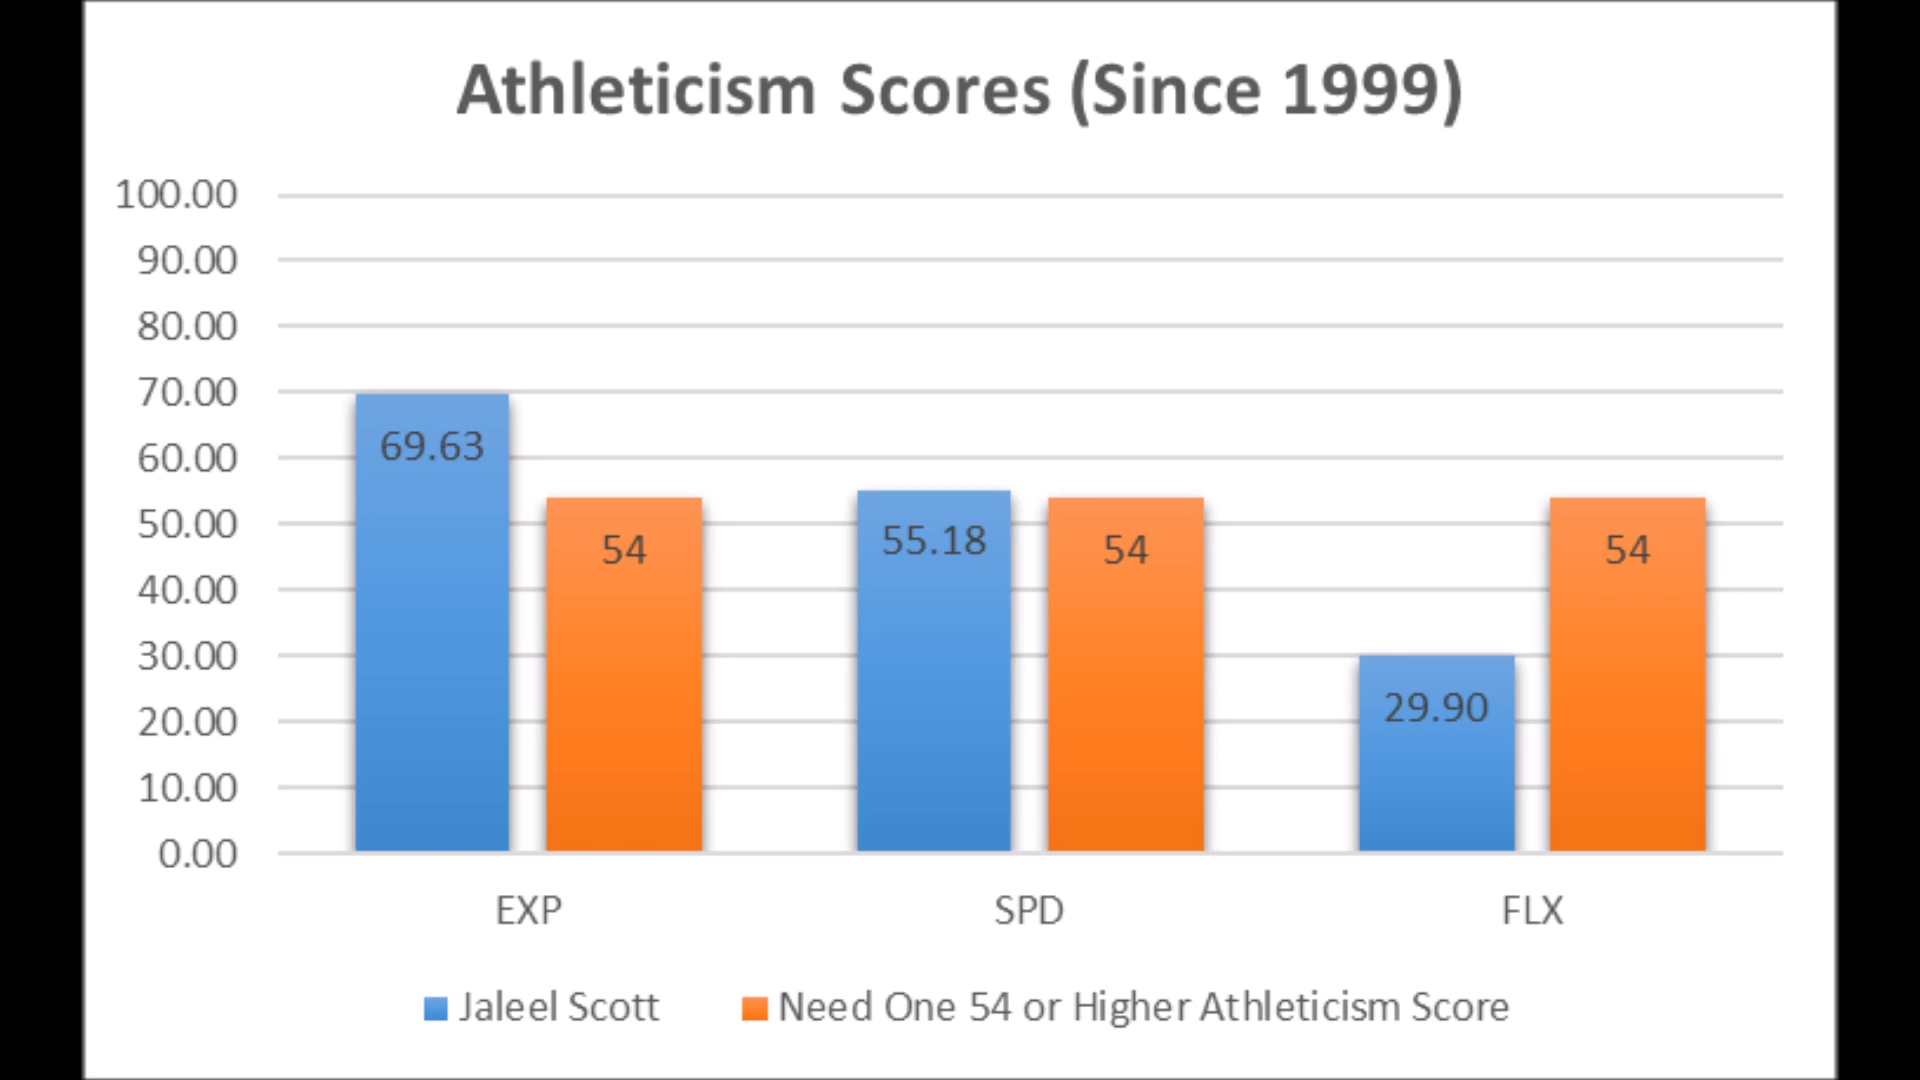 Athleticism Scores (Since 1999)
100.00
90.00
80.00
70.00
60.00
50.00
40.00
30.00
20.00
10.00
0.00
69.63
54
55.18
54
29.90
54
EXP
SPD
FLX
Jaleel Scott
Need One 54 or Higher Athleticism Score